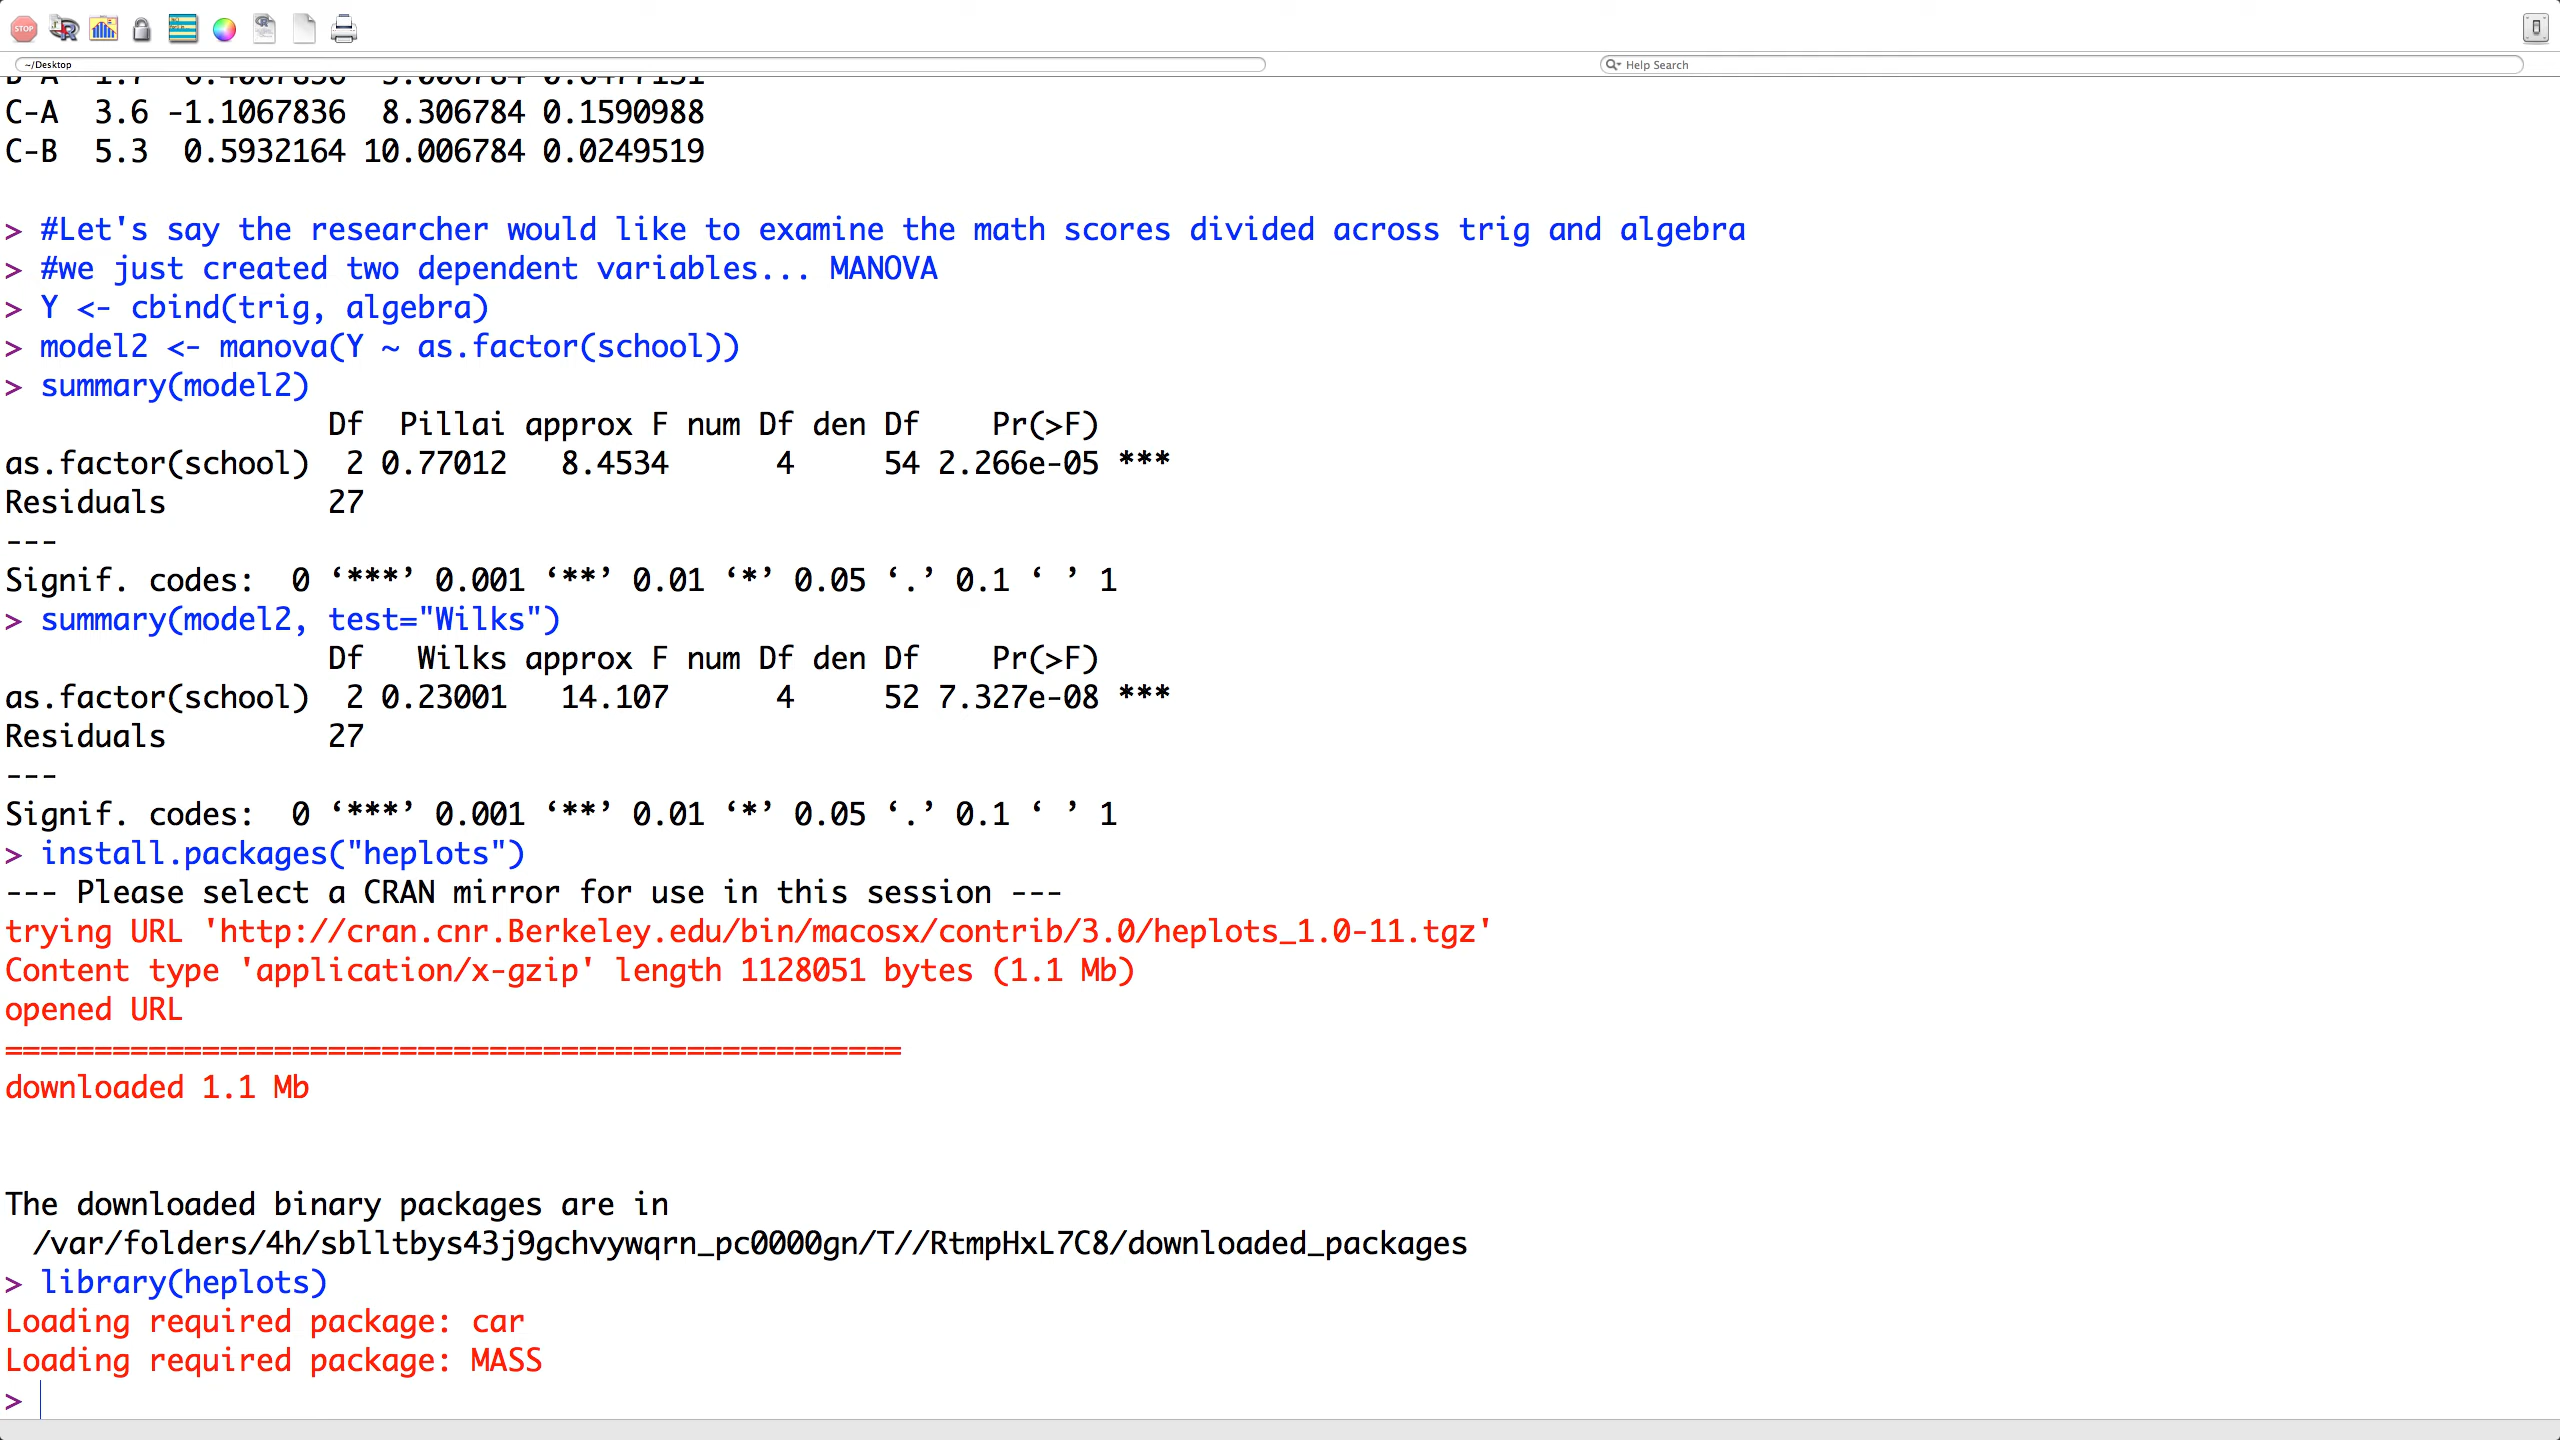 STOP
~/Desktop
Help Search
C-A  3.6 -1.1067836  8.306784 0.1590988
C-B  5.3  0.5932164 10.006784 0.0249519
> #Let's say the researcher would like to examine the math scores divided across trig and algebra
> #we just created two dependent variables... MANOVA
> Y <- cbind(trig, algebra)
> model2 <- manova(Y ~ as.factor(school))
> summary(model2)
                  Df  Pillai approx F num Df den Df    Pr(>F)
as.factor(school)  2 0.77012   8.4534      4     54 2.266e-05 ***
Residuals         27
---
Signif. codes:  0 ‘***’ 0.001 ‘**’ 0.01 ‘*’ 0.05 ‘.’ 0.1 ‘ ’ 1
> summary(model2, test="Wilks")
                  Df   Wilks approx F num Df den Df    Pr(>F)
as.factor(school)  2 0.23001   14.107      4     52 7.327e-08 ***
Residuals         27
---
Signif. codes:  0 ‘***’ 0.001 ‘**’ 0.01 ‘*’ 0.05 ‘.’ 0.1 ‘ ’ 1
> install.packages("heplots")
--- Please select a CRAN mirror for use in this session ---
trying URL 'http://cran.cnr.Berkeley.edu/bin/macosx/contrib/3.0/heplots_1.0-11.tgz'
Content type 'application/x-gzip' length 1128051 bytes (1.1 Mb)
opened URL
==================================================
downloaded 1.1 Mb
The downloaded binary packages are in
/var/folders/4h/sblltbys43j9gchvywqrn_pc0000gn/T//RtmpHxL7C8/downloaded_packages
> library(heplots)
Loading required package: car
Loading required package: MASS
>